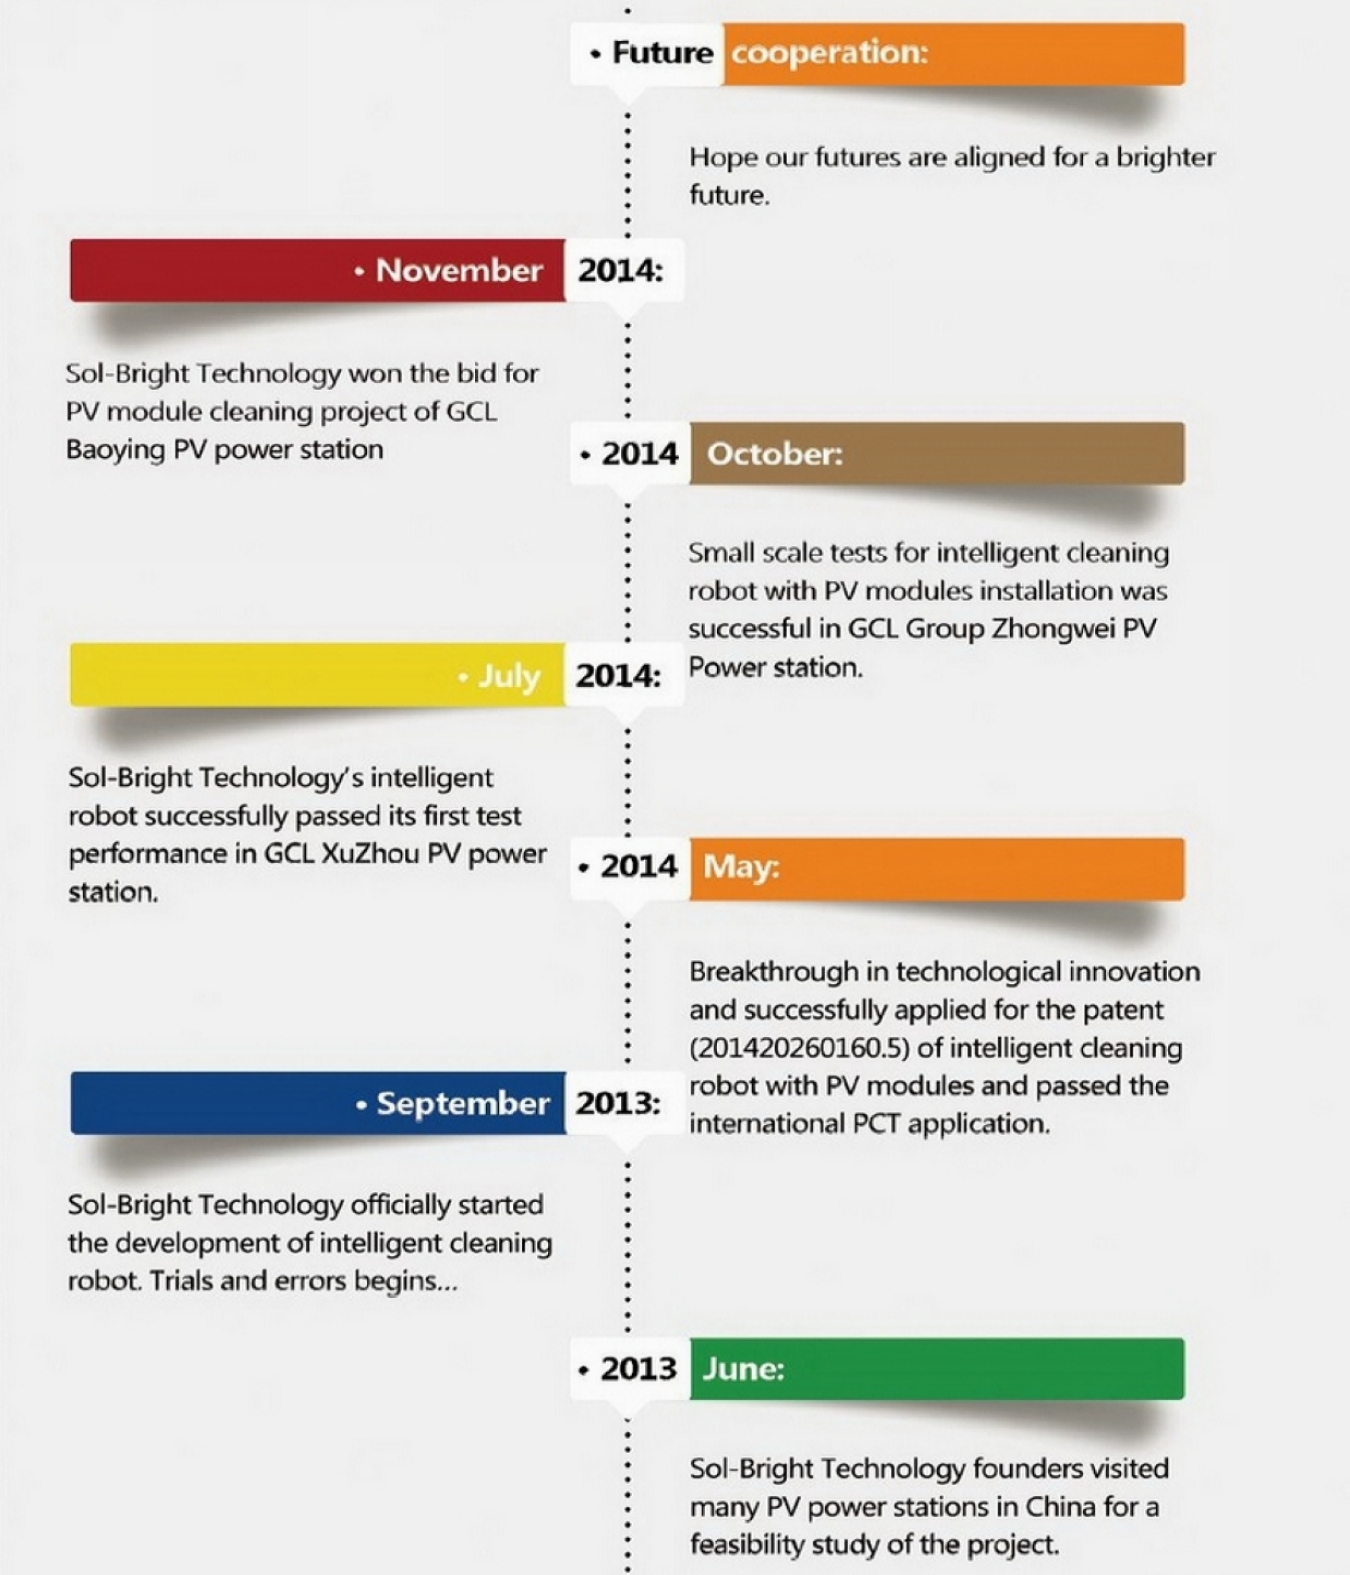 • Future cooperation:
Hope our futures are aligned for a brighter
future.
• November 2014:
Sol-Bright Technology won the bid for
PV module cleaning project of GCL
Baoying PV power station
• 2014 October:
Small scale tests for intelligent cleaning
robot with PV modules installation was
successful in GCL Group Zhongwei PV
Power station.
• July 2014:
Sol-Bright Technology's intelligent
robot successfully passed its first test
performance in GCL XuZhou PV power
station.
• 2014 May:
Breakthrough in technological innovation
and successfully applied for the patent
(201420260160.5) of intelligent cleaning
robot with PV modules and passed the
international PCT application.
• September 2013:
Sol-Bright Technology officially started
the development of intelligent cleaning
robot. Trials and errors begins...
• 2013 June:
Sol-Bright Technology founders visited
many PV power stations in China for a
feasibility study of the project.